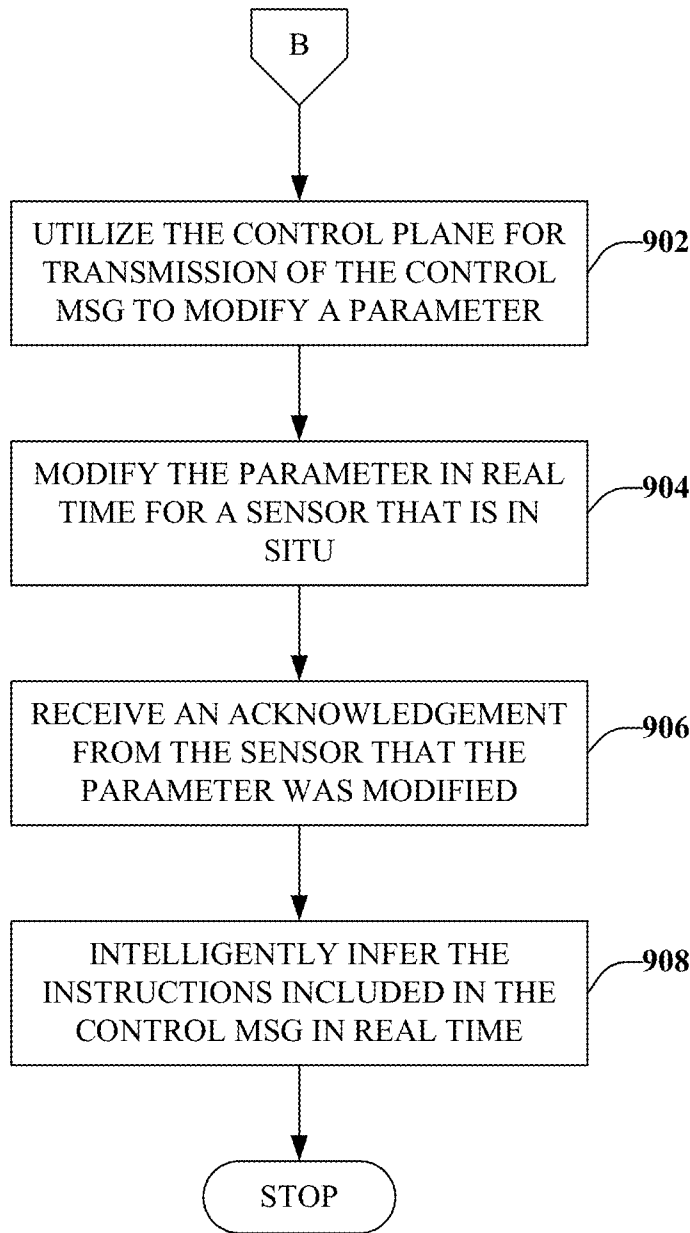 B
UTILIZE THE CONTROL PLANE FOR
TRANSMISSION OF THE CONTROL
MSG TO MODIFY A PARAMETER
902
MODIFY THE PARAMETER IN REAL
TIME FOR A SENSOR THAT IS IN
SITU
904
RECEIVE AN ACKNOWLEDGEMENT
FROM THE SENSOR THAT THE
PARAMETER WAS MODIFIED
906
INTELLIGENTLY INFER THE
INSTRUCTIONS INCLUDED IN THE
CONTROL MSG IN REAL TIME
908
STOP